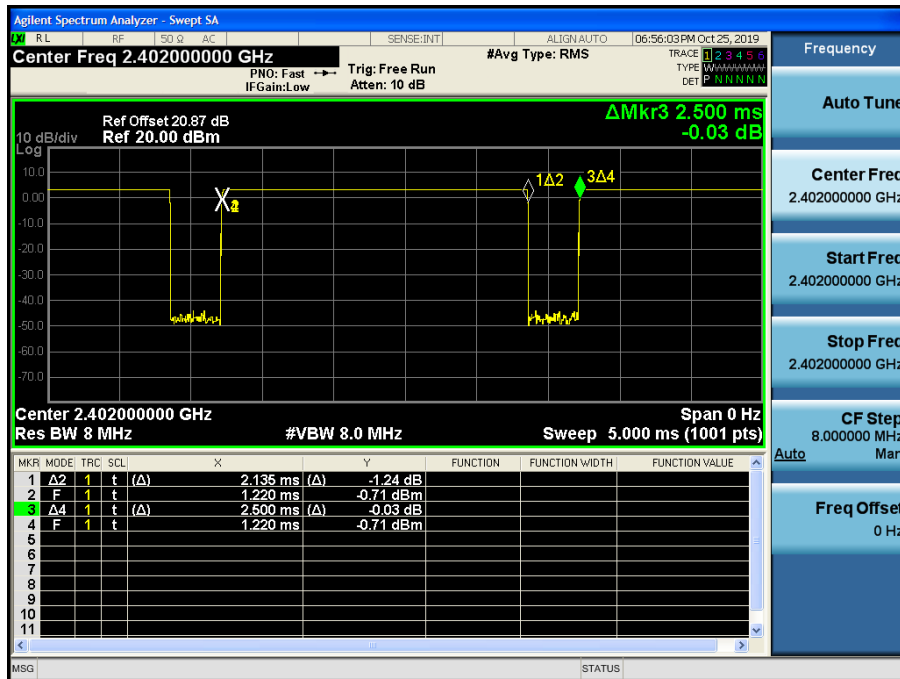 Agilent Spectrum Analyzer - Swept SA
LXI RL RF 50 Ω AC SENSE:INT ALIGN AUTO 06:56:03 PM Oct 25, 2019
Center Freq 2.402000000 GHz #Avg Type: RMS TRACE 1 2 3 4 5 6
PNO: Fast Trig: Free Run TYPE WWWWWW
IFGain:Low Atten: 10 dB DET P N N N N N
ΔMkr3 2.500 ms
-0.03 dB
Ref Offset 20.87 dB
10 dB/div Ref 20.00 dBm
Log
10.0
0.00
-10.0
-20.0
-30.0
-40.0
-50.0
-60.0
-70.0
1Δ2 3Δ4
Center 2.402000000 GHz Span 0 Hz
Res BW 8 MHz #VBW 8.0 MHz Sweep 5.000 ms (1001 pts)
MKR MODE TRC SCL X Y FUNCTION FUNCTION WIDTH FUNCTION VALUE
1 Δ2 1 t (Δ) 2.135 ms (Δ) -1.24 dB
2 F 1 t 1.220 ms -0.71 dBm
3 Δ4 1 t (Δ) 2.500 ms (Δ) -0.03 dB
4 F 1 t 1.220 ms -0.71 dBm
5
6
7
8
9
10
11
MSG STATUS
Frequency
Auto Tune
Center Freq
2.402000000 GHz
Start Freq
2.402000000 GHz
Stop Freq
2.402000000 GHz
CF Step
8.000000 MHz
Auto Man
Freq Offset
0 Hz